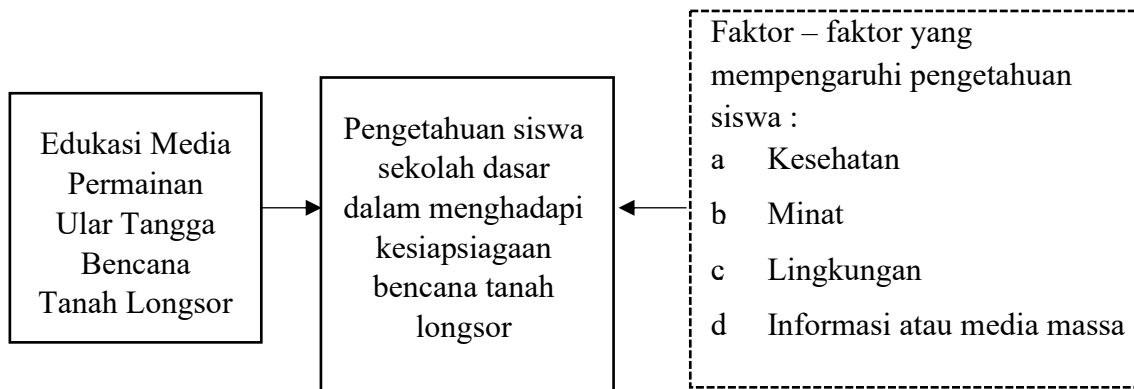 Edukasi Media
Permainan
Ular Tangga
Bencana
Tanah Longsor
Pengetahuan siswa
sekolah dasar
dalam menghadapi
kesiapsiagaan
bencana tanah
longsor
Faktor – faktor yang
mempengaruhi pengetahuan
siswa :
a Kesehatan
b Minat
c Lingkungan
d Informasi atau media massa